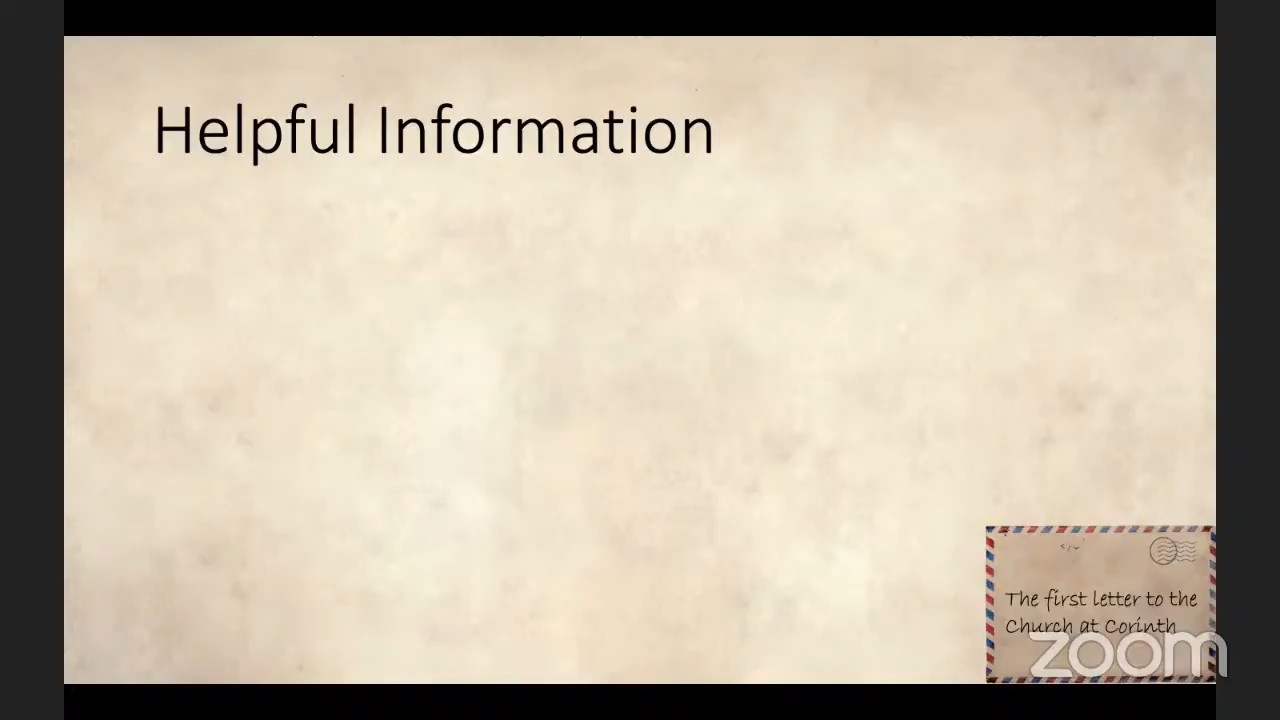 Helpful Information
The first letter to the
Church at Corinth
zoom